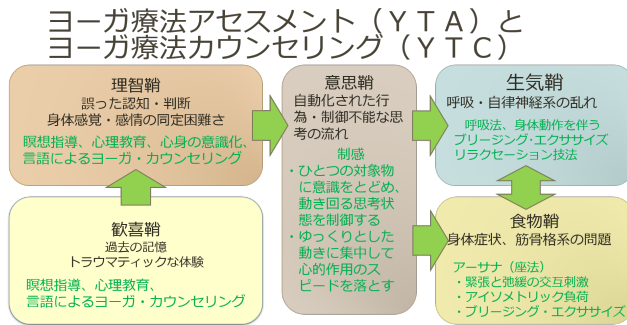 ヨーガ療法アセスメント（ＹＴＡ）と
ヨーガ療法カウンセリング（ＹＴＣ）
理智鞘
誤った認知・判断
身体感覚・感情の同定困難さ
瞑想指導、心理教育、心身の意識化、
言語によるヨーガ・カウンセリング
歓喜鞘
過去の記憶
トラウマティックな体験
瞑想指導、心理教育、
言語によるヨーガ・カウンセリング
意思鞘
自動化された行
為・制御不能な思
考の流れ
制感
・ひとつの対象物
に意識をとどめ、
動き回る思考状
態を制御する
・ゆっくりとした
動きに集中して
心的作用のス
ピードを落とす
生気鞘
呼吸・自律神経系の乱れ
呼吸法、身体動作を伴う
ブリージング・エクササイズ
リラクセーション技法
食物鞘
身体症状、筋骨格系の問題
アーサナ（座法）
・緊張と弛緩の交互刺激
・アイソメトリック負荷
・ブリージング・エクササイズ